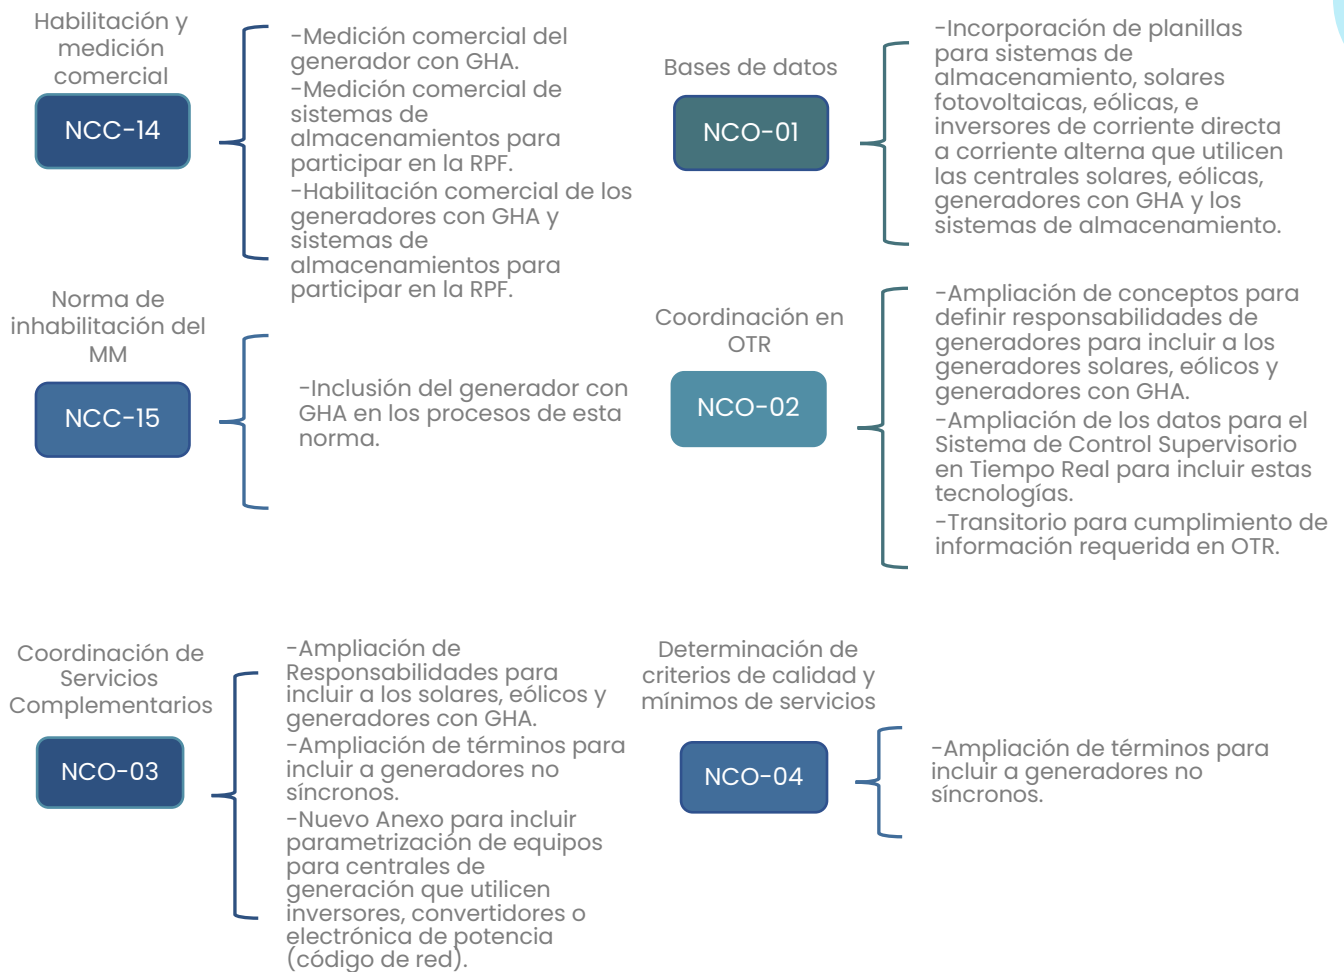 Habilitación y
medición
comercial
NCC-14
-Medición comercial del
generador con GHA.
-Medición comercial de
sistemas de
almacenamientos para
participar en la RPF.
-Habilitación comercial de los
generadores con GHA y
sistemas de
almacenamientos para
participar en la RPF.
Bases de datos
NCO-01
-Incorporación de planillas
para sistemas de
almacenamiento, solares
fotovoltaicas, eólicas, e
inversores de corriente directa
a corriente alterna que utilicen
las centrales solares, eólicas,
generadores con GHA y los
sistemas de almacenamiento.
Norma de
inhabilitación del
MM
NCC-15
-Inclusión del generador con
GHA en los procesos de esta
norma.
Coordinación en
OTR
NCO-02
-Ampliación de conceptos para
definir responsabilidades de
generadores para incluir a los
generadores solares, eólicos y
generadores con GHA.
-Ampliación de los datos para el
Sistema de Control Supervisorio
en Tiempo Real para incluir estas
tecnologías.
-Transitorio para cumplimiento de
información requerida en OTR.
Coordinación de
Servicios
Complementarios
NCO-03
-Ampliación de
Responsabilidades para
incluir a los solares, eólicos y
generadores con GHA.
-Ampliación de términos para
incluir a generadores no
síncronos.
-Nuevo Anexo para incluir
parametrización de equipos
para centrales de
generación que utilicen
inversores, convertidores o
electrónica de potencia
(código de red).
Determinación de
criterios de calidad y
mínimos de servicios
NCO-04
-Ampliación de términos para
incluir a generadores no
síncronos.